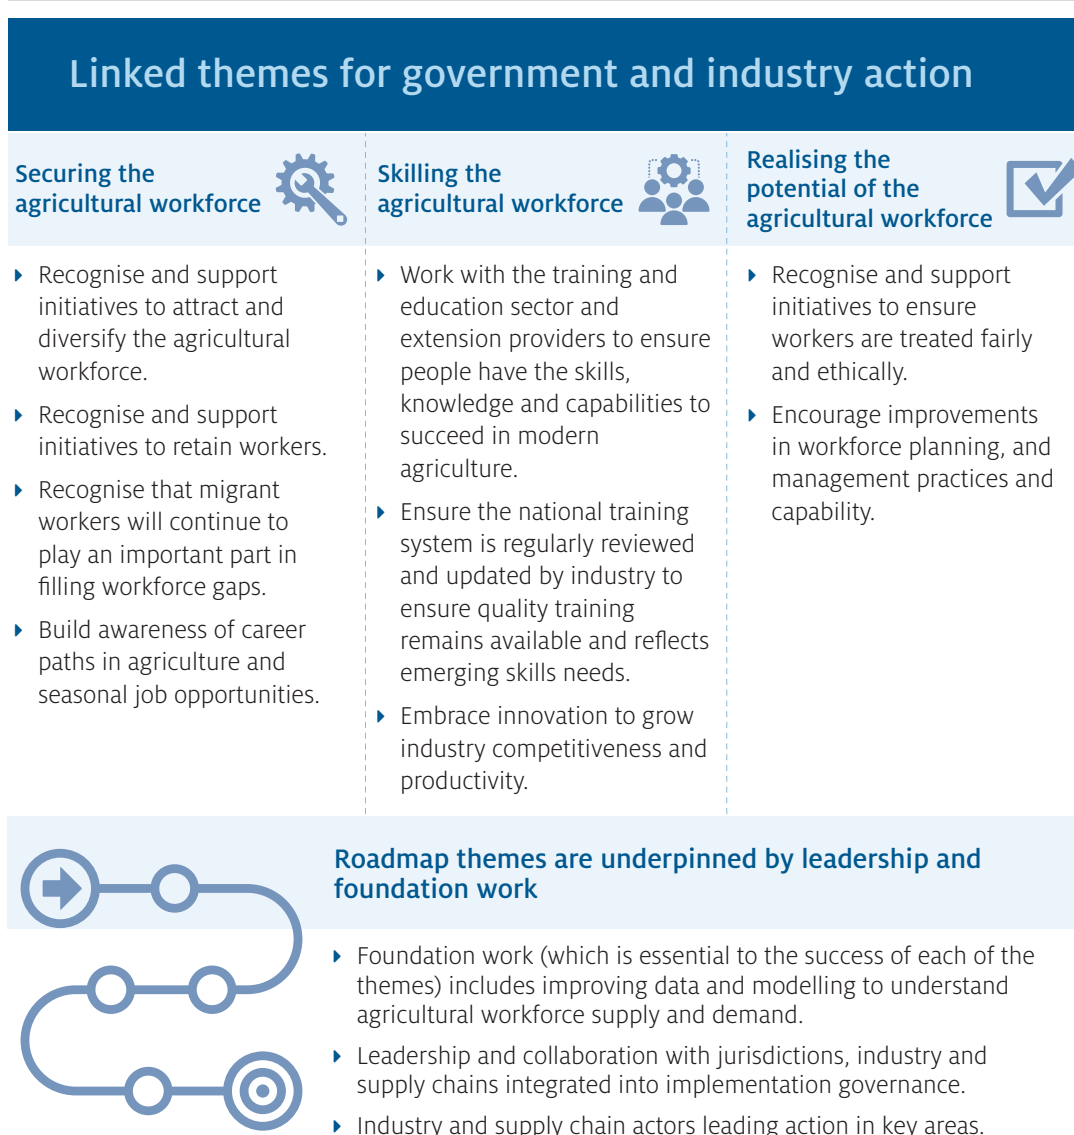 Linked themes for government and industry action
Securing the
agricultural workforce
▸ Recognise and support
initiatives to attract and
diversify the agricultural
workforce.
▸ Recognise and support
initiatives to retain workers.
▸ Recognise that migrant
workers will continue to
play an important part in
filling workforce gaps.
▸ Build awareness of career
paths in agriculture and
seasonal job opportunities.
Skilling the
agricultural workforce
▸ Work with the training and
education sector and
extension providers to ensure
people have the skills,
knowledge and capabilities to
succeed in modern
agriculture.
▸ Ensure the national training
system is regularly reviewed
and updated by industry to
ensure quality training
remains available and reflects
emerging skills needs.
▸ Embrace innovation to grow
industry competitiveness and
productivity.
Realising the
potential of the
agricultural workforce
▸ Recognise and support
initiatives to ensure
workers are treated fairly
and ethically.
▸ Encourage improvements
in workforce planning, and
management practices and
capability.
Roadmap themes are underpinned by leadership and
foundation work
▸ Foundation work (which is essential to the success of each of the
themes) includes improving data and modelling to understand
agricultural workforce supply and demand.
▸ Leadership and collaboration with jurisdictions, industry and
supply chains integrated into implementation governance.
▸ Industry and supply chain actors leading action in key areas.